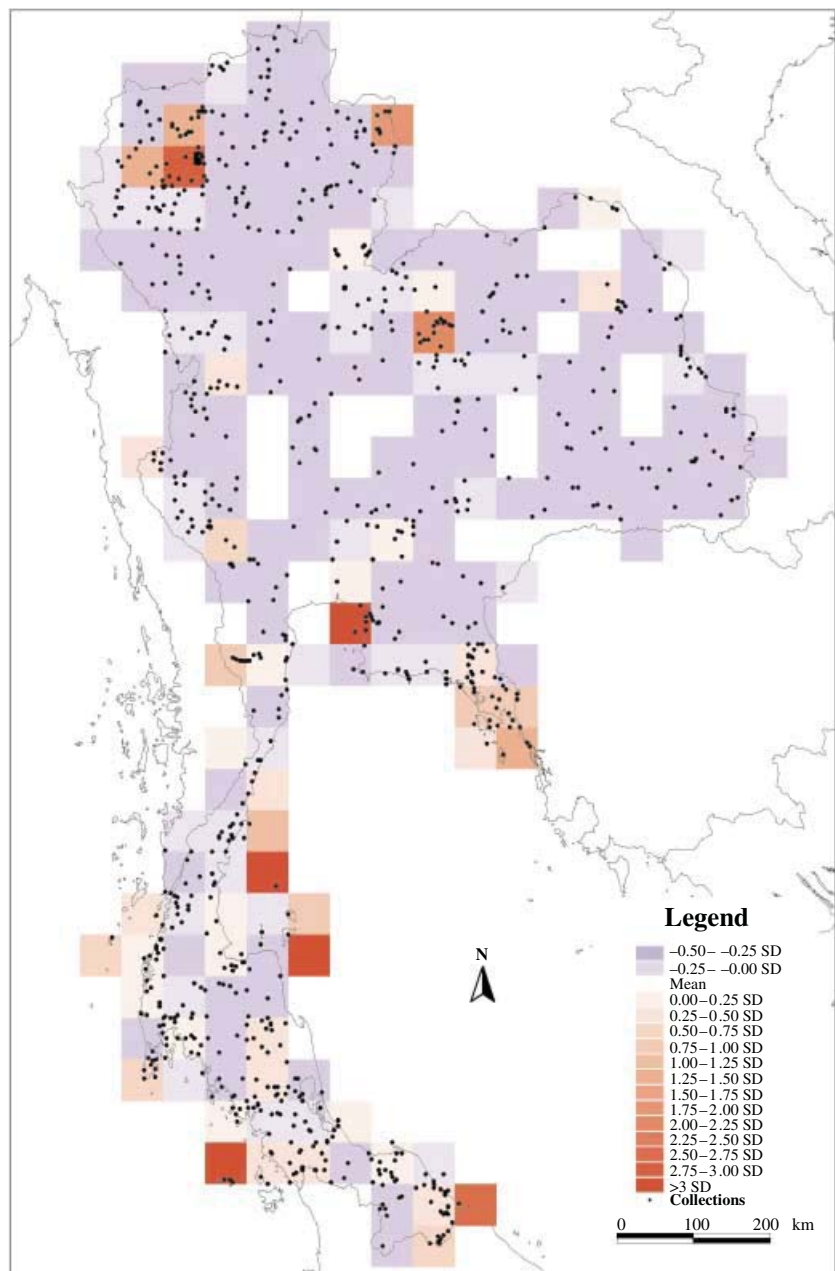 Legend
–0.50– –0.25 SD
–0.25– –0.00 SD
Mean
0.00–0.25 SD
0.25–0.50 SD
0.50–0.75 SD
0.75–1.00 SD
1.00–1.25 SD
1.25–1.50 SD
1.50–1.75 SD
1.75–2.00 SD
2.00–2.25 SD
2.25–2.50 SD
2.50–2.75 SD
2.75–3.00 SD
>3 SD
Collections
N
0 100 200 km